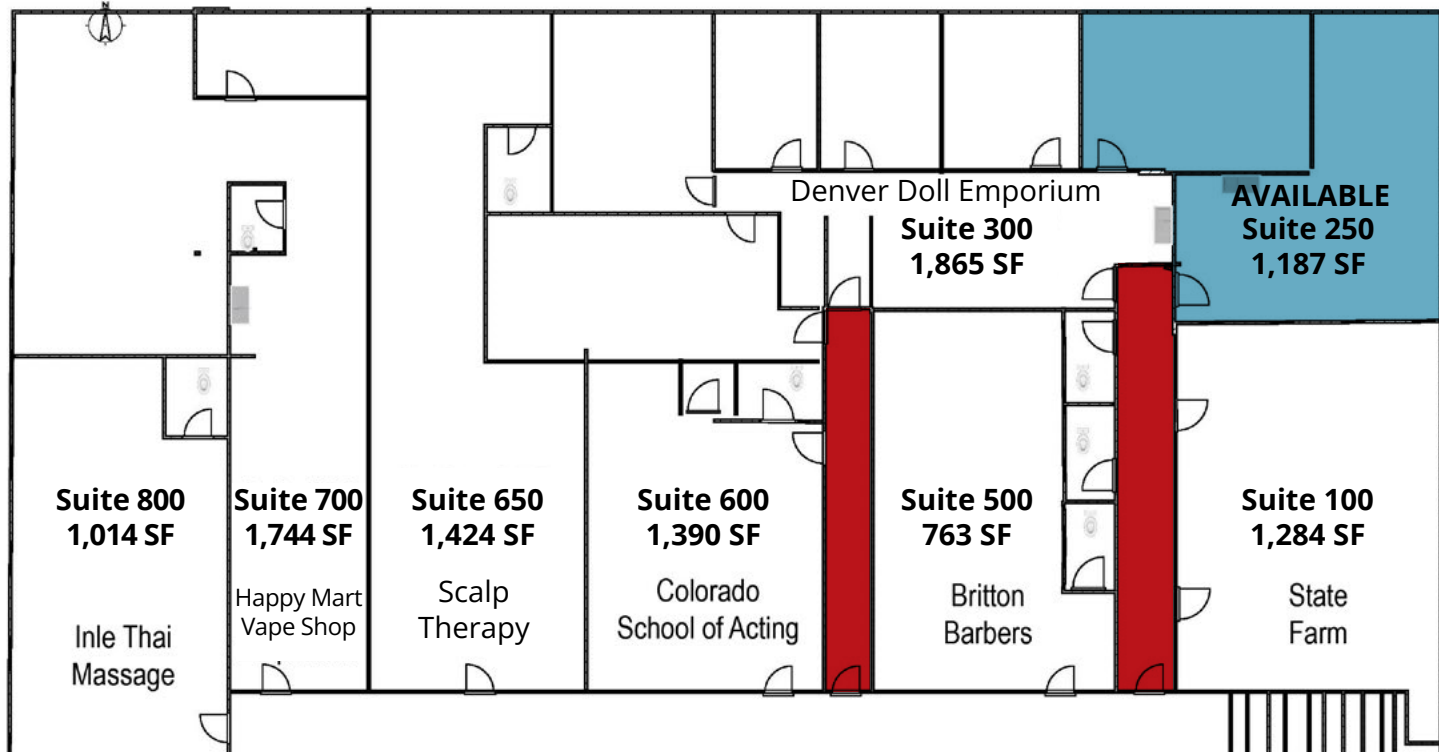 N
Denver Doll Emporium
Suite 300
1,865 SF
AVAILABLE
Suite 250
1,187 SF
Suite 800
1,014 SF
Inle Thai
Massage
Suite 700
1,744 SF
Happy Mart
Vape Shop
Suite 650
1,424 SF
Scalp
Therapy
Suite 600
1,390 SF
Colorado
School of Acting
Suite 500
763 SF
Britton
Barbers
Suite 100
1,284 SF
State
Farm